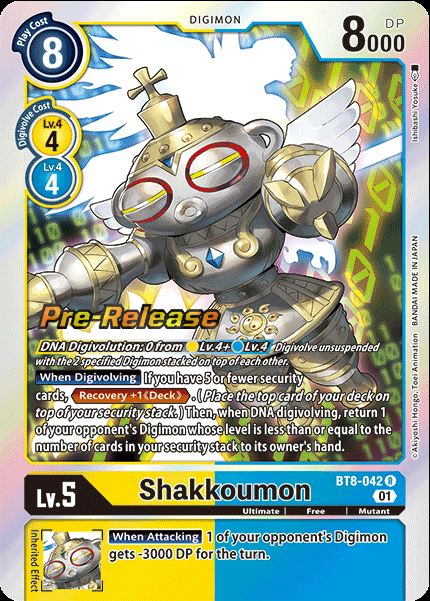 Play Cost
8
DIGIMON
DP
8000
Digivolve Cost
Lv.4
4
Lv.4
4
Ishibashi Yosuke
©Akiyoshi Hongo, Toei Animation BANDAI MADE IN JAPAN
Pre-Release
DNA Digivolution: 0 from Lv.4+ Lv.4 Digivolve unsuspended
with the 2 specified Digimon stacked on top of each other.
When Digivolving If you have 5 or fewer security
cards, Recovery +1《Deck》. (Place the top card of your deck on
top of your security stack.) Then, when DNA digivolving, return 1
of your opponent's Digimon whose level is less than or equal to the
number of cards in your security stack to its owner's hand.
BT8-042 R
Lv.5
Shakkoumon
01
Ultimate | Free | Mutant
Inherited Effect
When Attacking 1 of your opponent's Digimon
gets -3000 DP for the turn.